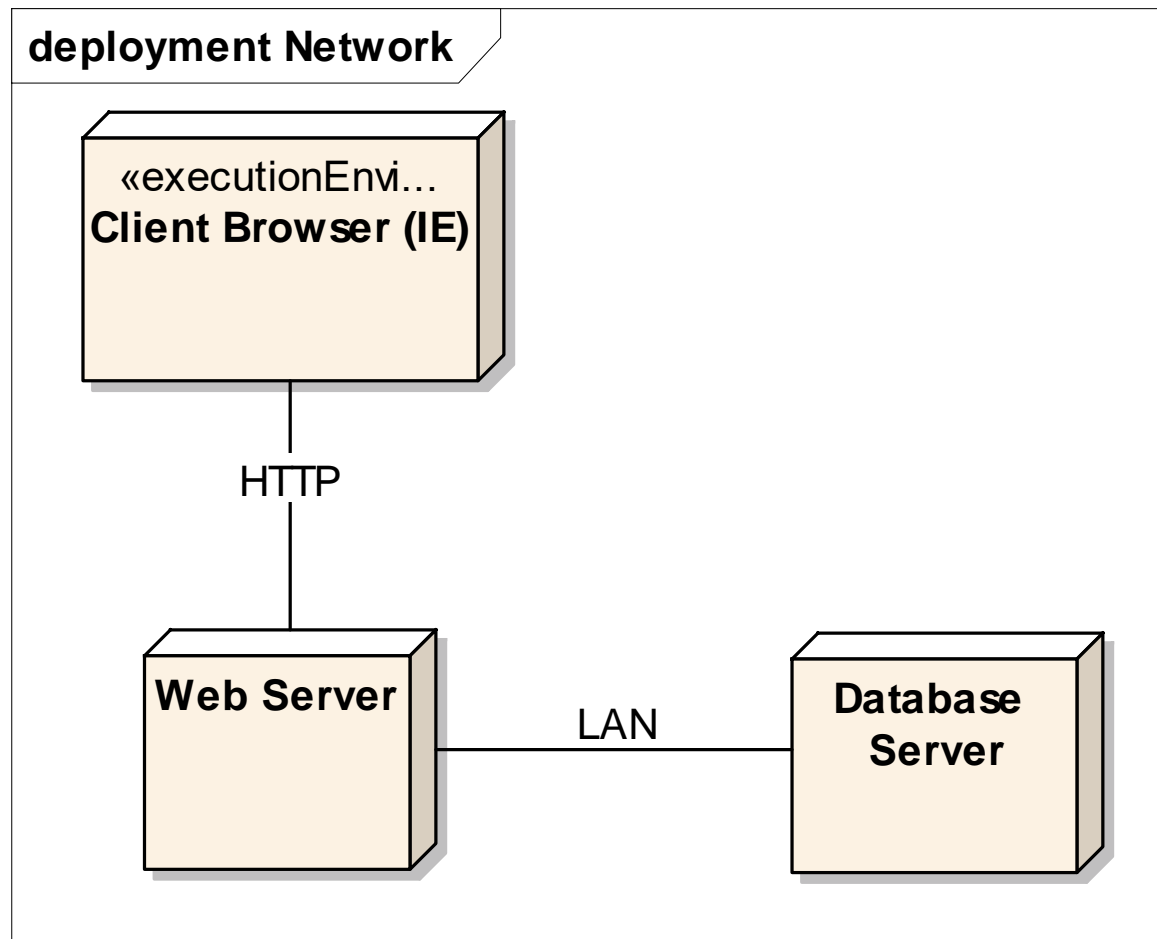 deployment Network
«executionEnvi...
Client Browser (IE)
HTTP
Web Server
LAN
Database
Server